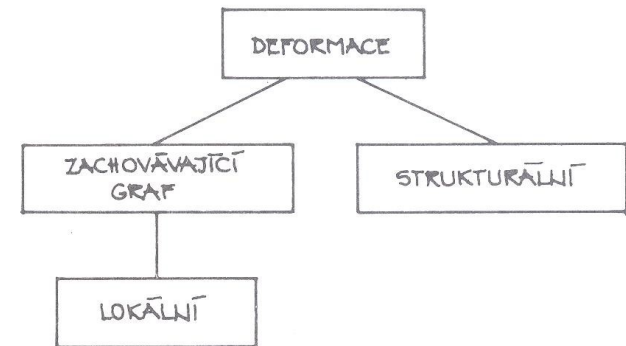 DEFORMACE
ZACHOVÁVAJÍCÍ
GRAF
STRUKTURÁLNÍ
LOKÁLNÍ